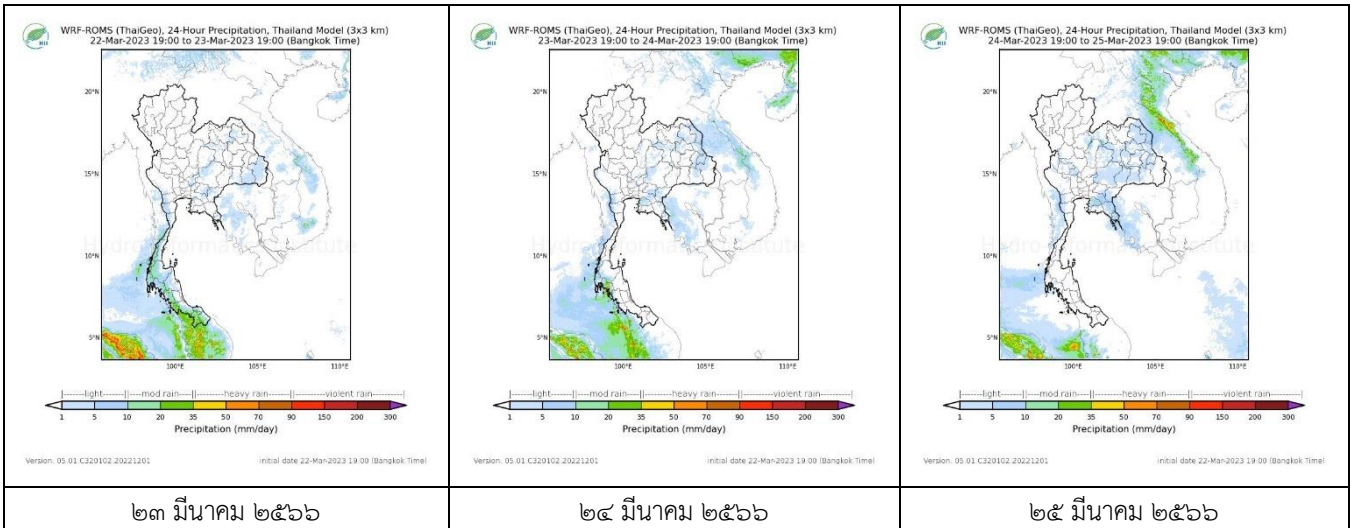 WRF-ROMS (ThaiGeo), 24-Hour Precipitation, Thailand Model (3x3 km)
22-Mar-2023 19:00 to 23-Mar-2023 19:00 (Bangkok Time)
20°N
15°N
10°N
5°N
100°E 105°E 110°E
light mod rain heavy rain violent rain
1 5 10 20 35 50 70 90 150 200 300
Precipitation (mm/day)
Version: 05.01.C320102.20221201 initial date 22-Mar-2023 19:00 (Bangkok Time)
๒๓ มีนาคม ๒๕๖๖
WRF-ROMS (ThaiGeo), 24-Hour Precipitation, Thailand Model (3x3 km)
23-Mar-2023 19:00 to 24-Mar-2023 19:00 (Bangkok Time)
20°N
15°N
10°N
5°N
100°E 105°E 110°E
light mod rain heavy rain violent rain
1 5 10 20 35 50 70 90 150 200 300
Precipitation (mm/day)
Version: 05.01.C320102.20221201 initial date 22-Mar-2023 19:00 (Bangkok Time)
๒๔ มีนาคม ๒๕๖๖
WRF-ROMS (ThaiGeo), 24-Hour Precipitation, Thailand Model (3x3 km)
24-Mar-2023 19:00 to 25-Mar-2023 19:00 (Bangkok Time)
20°N
15°N
10°N
5°N
100°E 105°E 110°E
light mod rain heavy rain violent rain
1 5 10 20 35 50 70 90 150 200 300
Precipitation (mm/day)
Version: 05.01.C320102.20221201 initial date 22-Mar-2023 19:00 (Bangkok Time)
๒๕ มีนาคม ๒๕๖๖